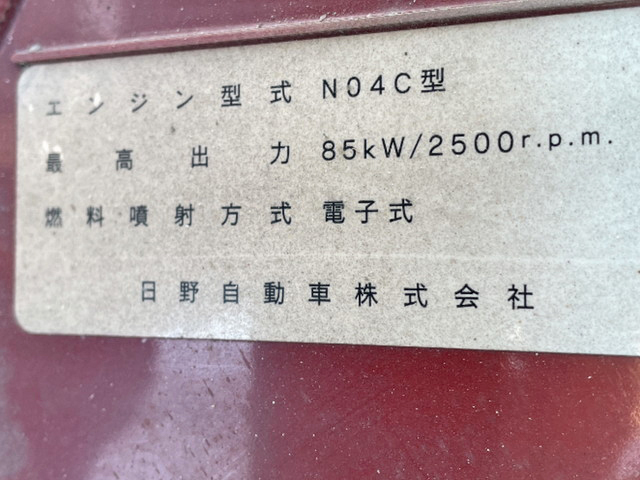 エンジン型式 N04C型
最高出力 85kW/2500r.p.m.
燃料噴射方式 電子式
日野自動車株式会社